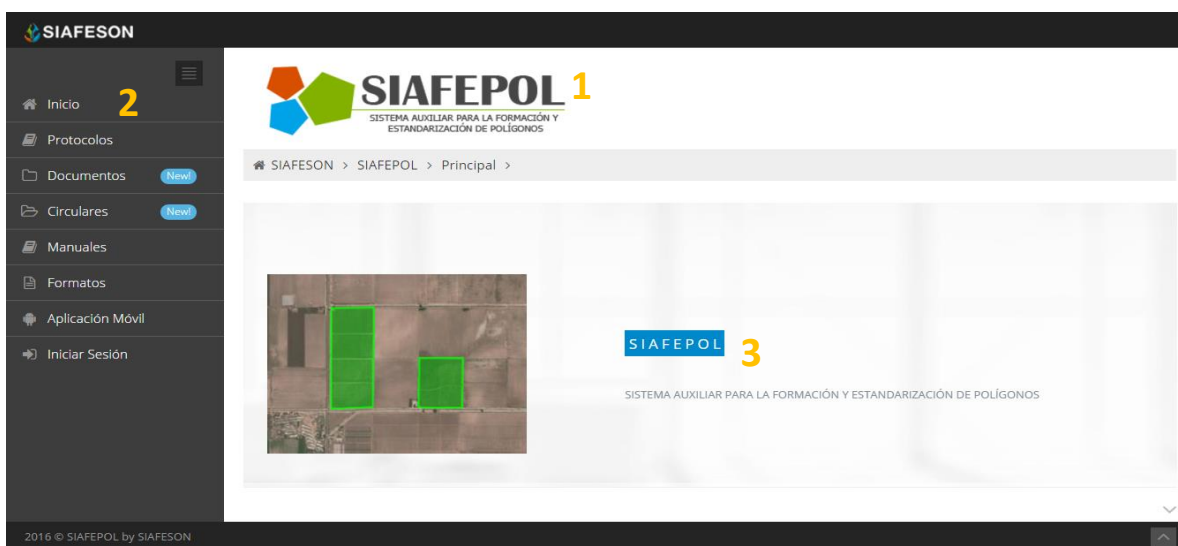 SIAFESON
SIAFEPOL 1
SISTEMA AUXILIAR PARA LA FORMACIÓN Y
ESTANDARIZACIÓN DE POLÍGONOS
Inicio 2
Protocolos
Documentos New!
Circulares New!
Manuales
Formatos
Aplicación Móvil
Iniciar Sesión
SIAFESON > SIAFEPOL > Principal >
SIAFEPOL 3
SISTEMA AUXILIAR PARA LA FORMACIÓN Y ESTANDARIZACIÓN DE POLÍGONOS
2016 © SIAFEPOL by SIAFESON